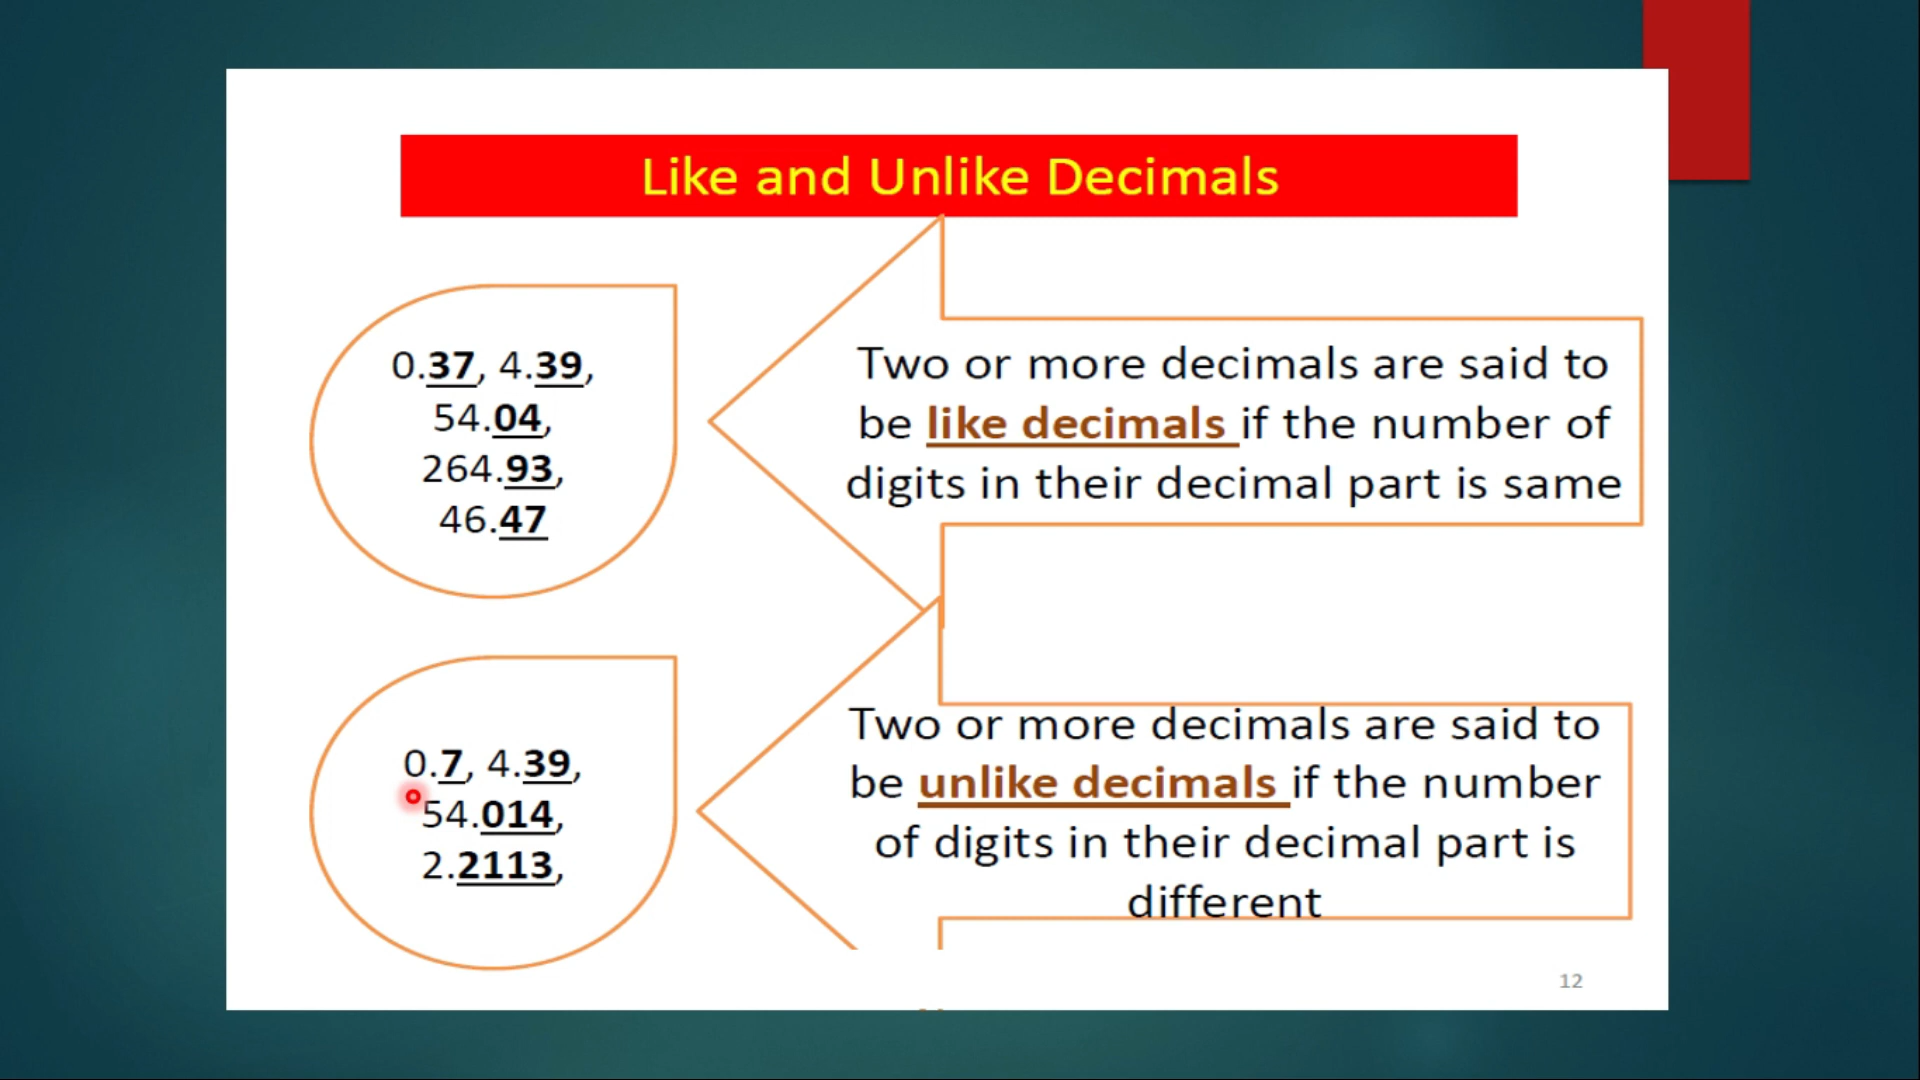 Like and Unlike Decimals
0.37, 4.39,
54.04,
264.93,
46.47
Two or more decimals are said to
be like decimals if the number of
digits in their decimal part is same
0.7, 4.39,
54.014,
2.2113,
Two or more decimals are said to
be unlike decimals if the number
of digits in their decimal part is
different
12